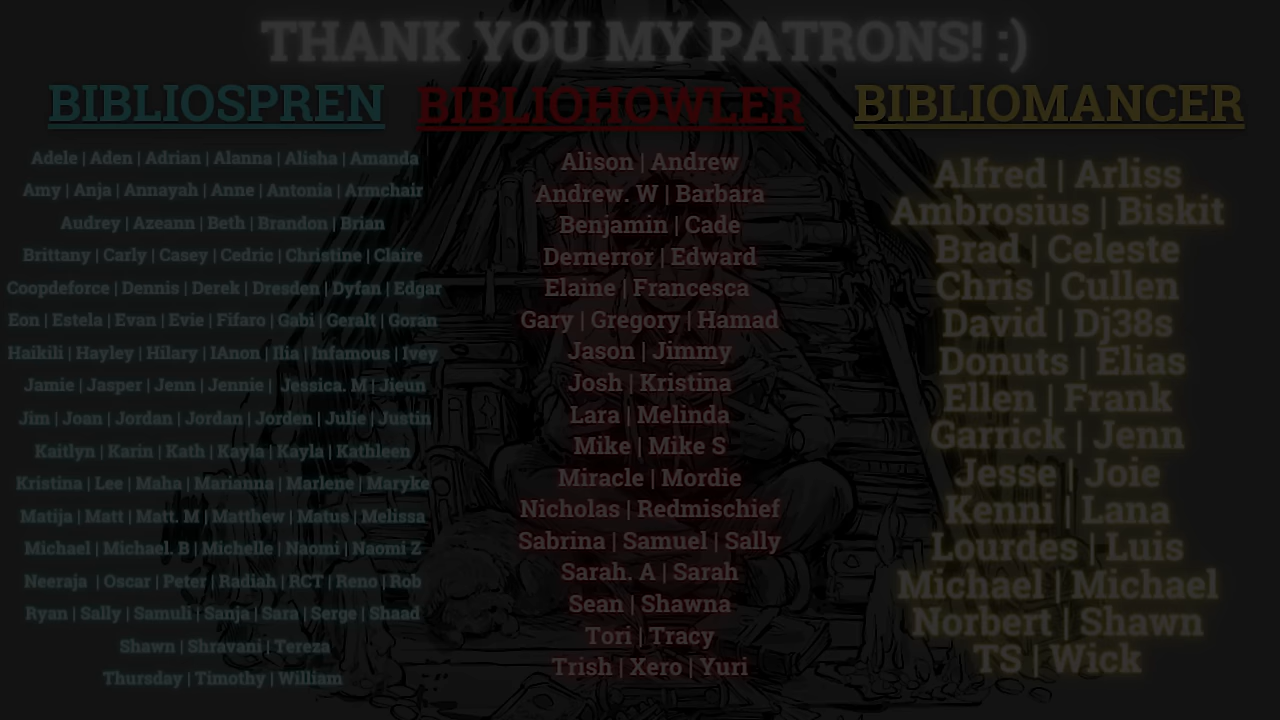 THANK YOU MY PATRONS! :)
BIBLIOSPREN
Adele | Aden | Adrian | Alanna | Alisha | Amanda
Amy | Anja | Annayah | Anne | Antonia | Armchair
Audrey | Azeann | Beth | Brandon | Brian
Brittany | Carly | Casey | Cedric | Christine | Claire
Coopdeforce | Dennis | Derek | Dresden | Dyfan | Edgar
Eon | Estela | Evan | Evie | Fifaro | Gabi | Geralt | Goran
Haikili | Hayley | Hilary | IAnon | Ilia | Infamous | Ivey
Jamie | Jasper | Jenn | Jennie | Jessica. M | Jieun
Jim | Joan | Jordan | Jordan | Jorden | Julie | Justin
Kaitlyn | Karin | Kath | Kayla | Kayla | Kathleen
Kristina | Lee | Maha | Marianna | Marlene | Maryke
Matija | Matt | Matt. M | Matthew | Matus | Melissa
Michael | Michael. B | Michelle | Naomi | Naomi Z
Neeraja | Oscar | Peter | Radiah | RCT | Reno | Rob
Ryan | Sally | Samuli | Sanja | Sara | Serge | Shaad
Shawn | Shravani | Tereza
Thursday | Timothy | William
BIBLIOHOWLER
Alison | Andrew
Andrew. W | Barbara
Benjamin | Cade
Dernerror | Edward
Elaine | Francesca
Gary | Gregory | Hamad
Jason | Jimmy
Josh | Kristina
Lara | Melinda
Mike | Mike S
Miracle | Mordie
Nicholas | Redmischief
Sabrina | Samuel | Sally
Sarah. A | Sarah
Sean | Shawna
Tori | Tracy
Trish | Xero | Yuri
BIBLIOMANCER
Alfred | Arliss
Ambrosius | Biskit
Brad | Celeste
Chris | Cullen
David | Dj38s
Donuts | Elias
Ellen | Frank
Garrick | Jenn
Jesse | Joie
Kenni | Lana
Lourdes | Luis
Michael | Michael
Norbert | Shawn
TS | Wick